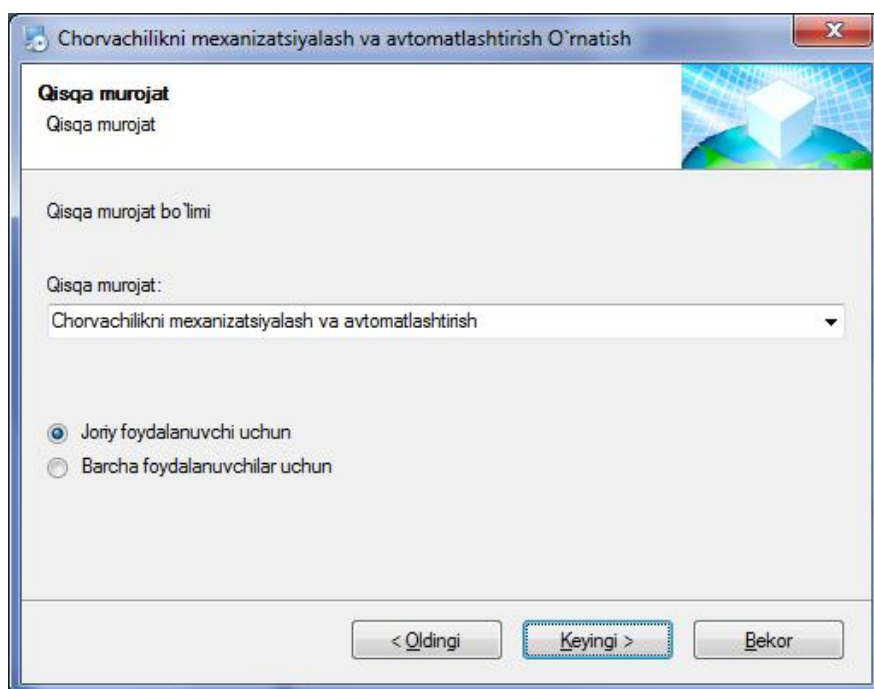 Chorvachilikni mexanizatsiyalash va avtomatlashtirish O`rnatish
Qisqa murojat
Qisqa murojat
Qisqa murojat bo`limi
Qisqa murojat:
Chorvachilikni mexanizatsiyalash va avtomatlashtirish
Joriy foydalanuvchi uchun
Barcha foydalanuvchilar uchun
< Oldingi
Keyingi >
Bekor